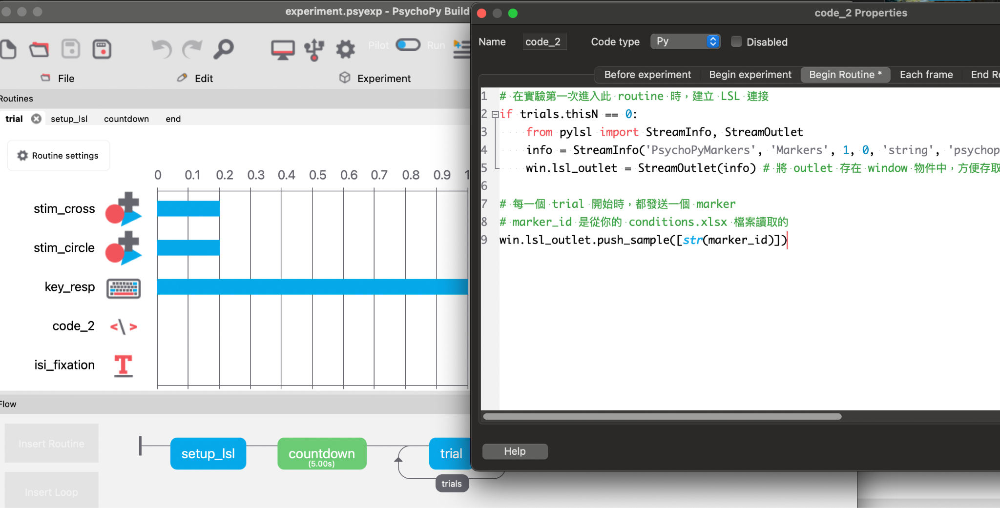 experiment.psyexp - PsychoPy Build
Pilot
Run
File
Edit
Experiment
Routines
trial
setup_lsl
countdown
end
Routine settings
0 0.1 0.2 0.3 0.4 0.5 0.6 0.7 0.8 0.9 1
stim_cross
stim_circle
key_resp
code_2
isi_fixation
Flow
Insert Routine
Insert Loop
setup_lsl
countdown
(5.00s)
trial
trials
code_2 Properties
Name code_2 Code type Py Disabled
Before experiment Begin experiment Begin Routine * Each frame End Ro
1 # 在實驗第一次進入此 routine 時，建立 LSL 連接
2 if trials.thisN == 0:
3 from pylsl import StreamInfo, StreamOutlet
4 info = StreamInfo('PsychoPyMarkers', 'Markers', 1, 0, 'string', 'psychop
5 win.lsl_outlet = StreamOutlet(info) # 將 outlet 存在 window 物件中，方便存取
6
7 # 每一個 trial 開始時，都發送一個 marker
8 # marker_id 是從你的 conditions.xlsx 檔案讀取的
9 win.lsl_outlet.push_sample([str(marker_id)])
Help